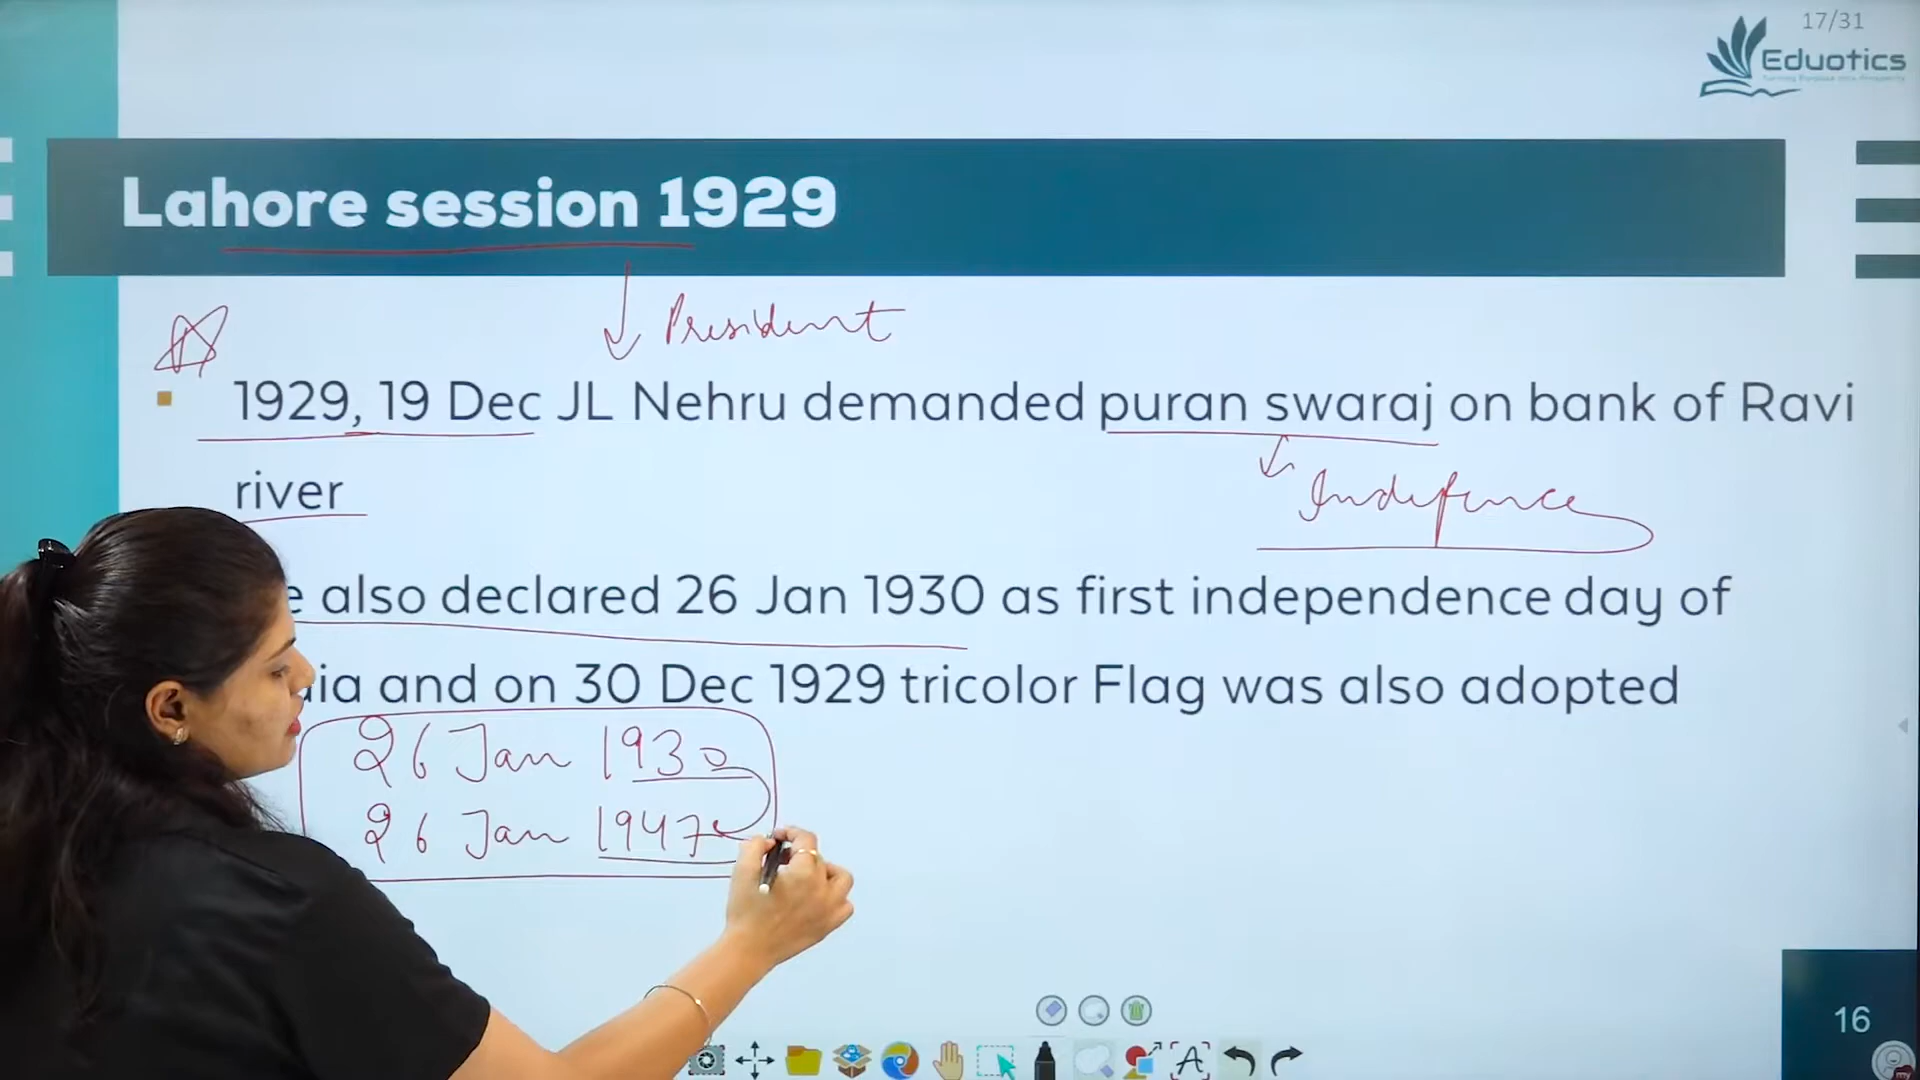 17/31
Eduotics
Lahore session 1929
President
1929, 19 Dec JL Nehru demanded puran swaraj on bank of Ravi
river
Indefence
e also declared 26 Jan 1930 as first independence day of
dia and on 30 Dec 1929 tricolor Flag was also adopted
26 Jan 1930
26 Jan 1947
A
16